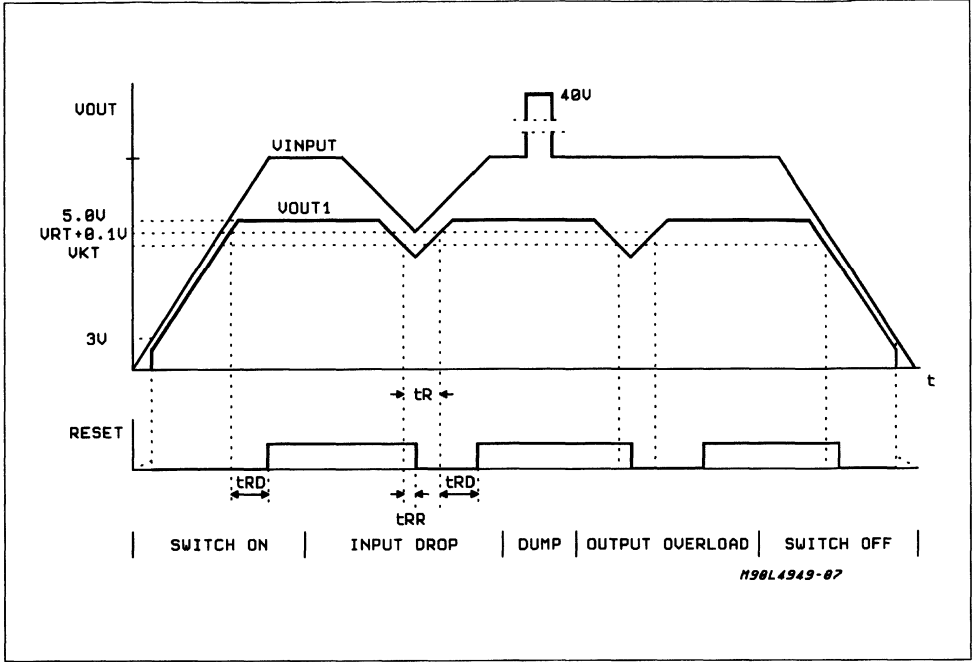 VOUT
40V
VINPUT
5.0V
VOUT1
VRT+0.1V
VKT
3V
t
tR
RESET
tRD
tRD
tRR
SWITCH ON | INPUT DROP | DUMP | OUTPUT OVERLOAD | SWITCH OFF
M90L4949-07